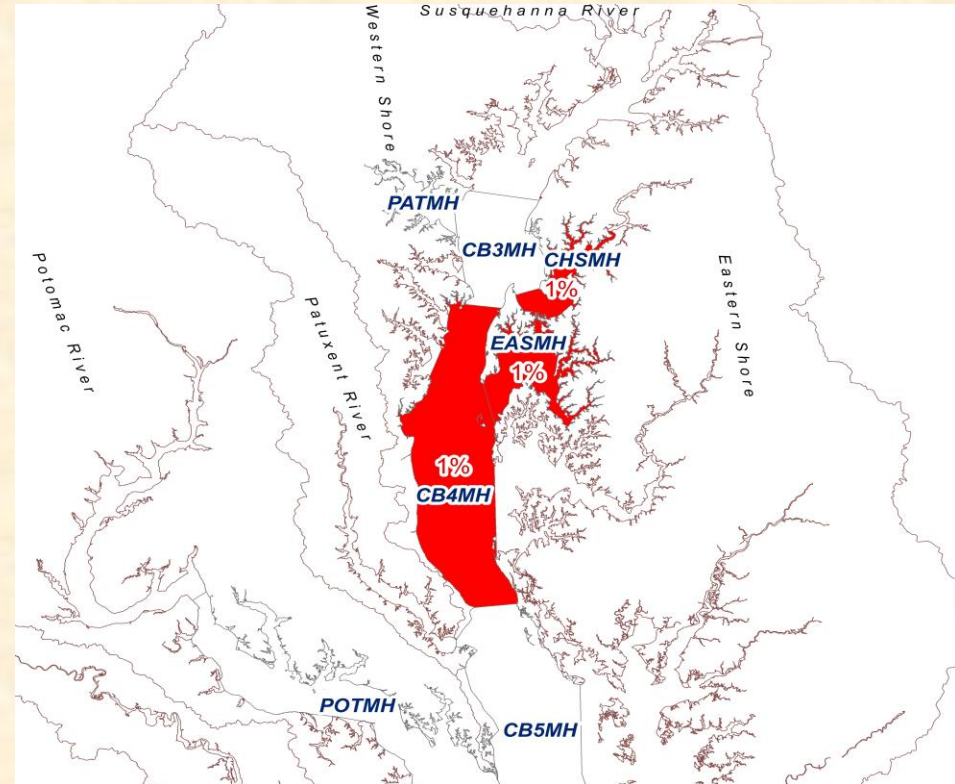 Susquehanna River
Western Shore
PATMH
CB3MH
CHSMH
1%
Potomac River
Patuxent River
Eastern Shore
EASMH
1%
1%
CB4MH
POTMH
CB5MH